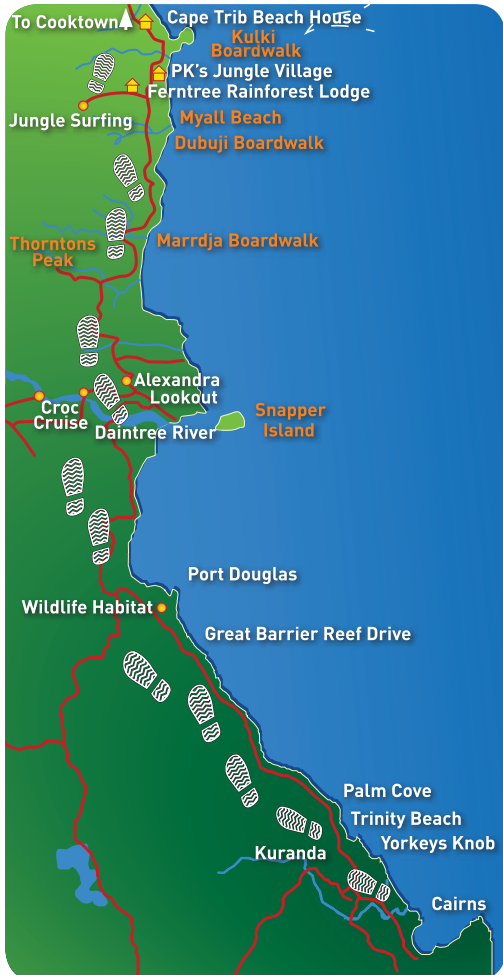 To Cooktown
Cape Trib Beach House
Kulki
Boardwalk
PK's Jungle Village
Ferntree Rainforest Lodge
Jungle Surfing
Myall Beach
Dubuji Boardwalk
Thorntons
Peak
Marrdja Boardwalk
Alexandra
Lookout
Croc
Cruise
Daintree River
Snapper
Island
Port Douglas
Wildlife Habitat
Great Barrier Reef Drive
Palm Cove
Trinity Beach
Yorkeys Knob
Kuranda
Cairns